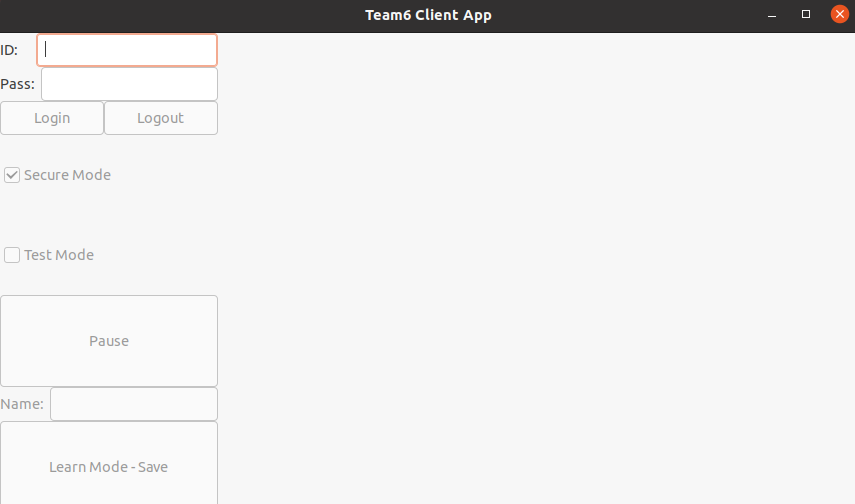 Team6 Client App
ID:
Pass:
Login Logout
Secure Mode
Test Mode
Pause
Name:
Learn Mode - Save